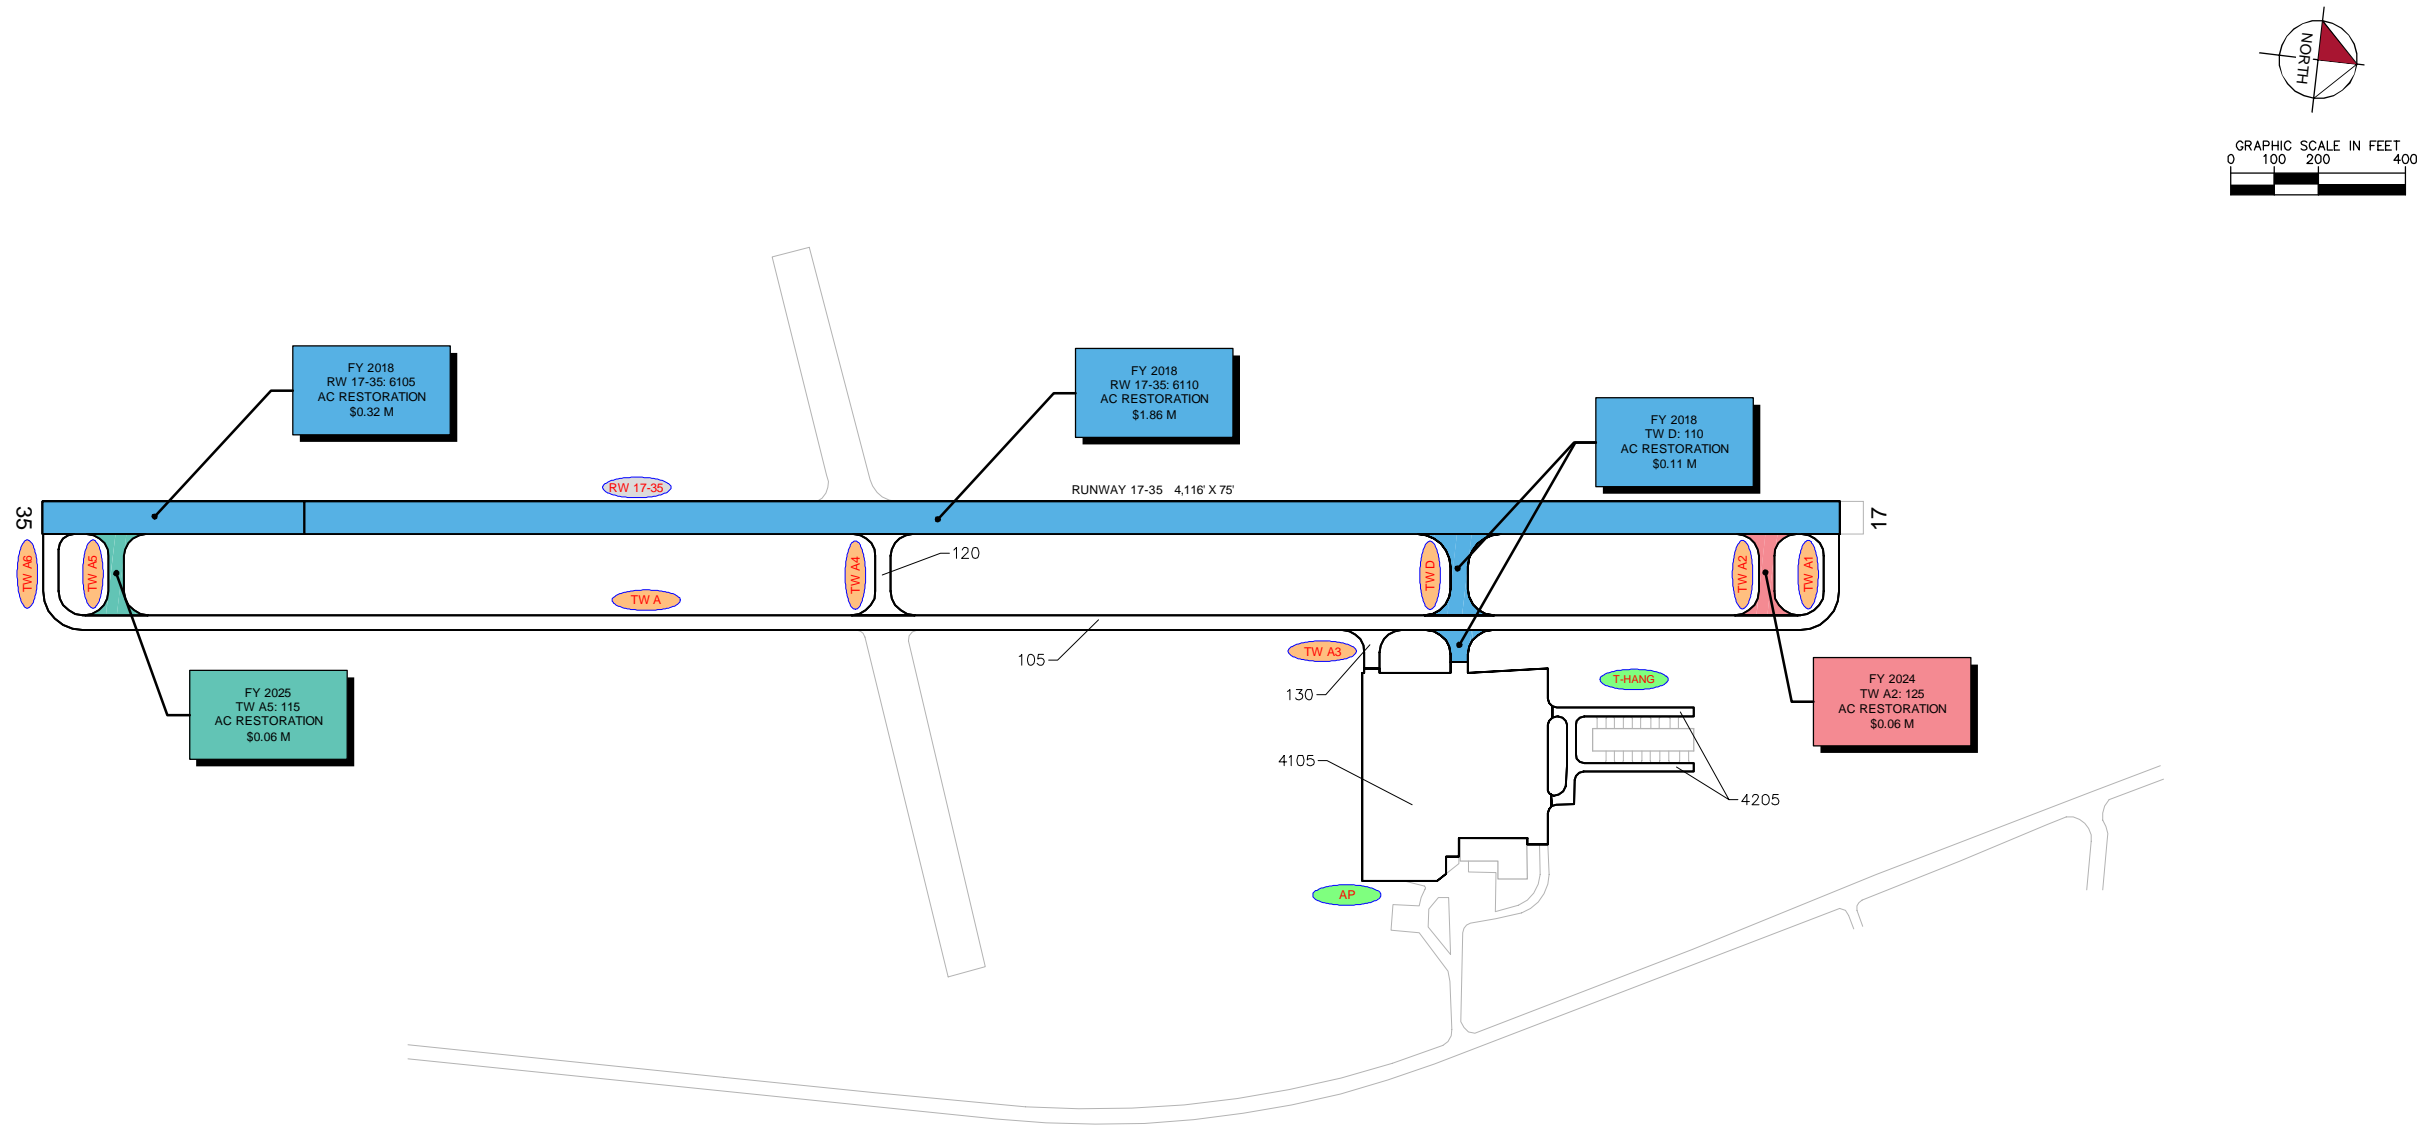 NORTH
GRAPHIC SCALE IN FEET
0 100 200 400
FY 2018
RW 17-35: 6105
AC RESTORATION
$0.32 M
FY 2018
RW 17-35: 6110
AC RESTORATION
$1.86 M
FY 2018
TW D: 110
AC RESTORATION
$0.11 M
RW 17-35
RUNWAY 17-35 4,116' X 75'
35
17
TW A6
TW A5
TW A4
120
TW D
TW A2
TW A1
TW A
105
TW A3
130
T-HANG
FY 2025
TW A5: 115
AC RESTORATION
$0.06 M
FY 2024
TW A2: 125
AC RESTORATION
$0.06 M
4105
4205
AP